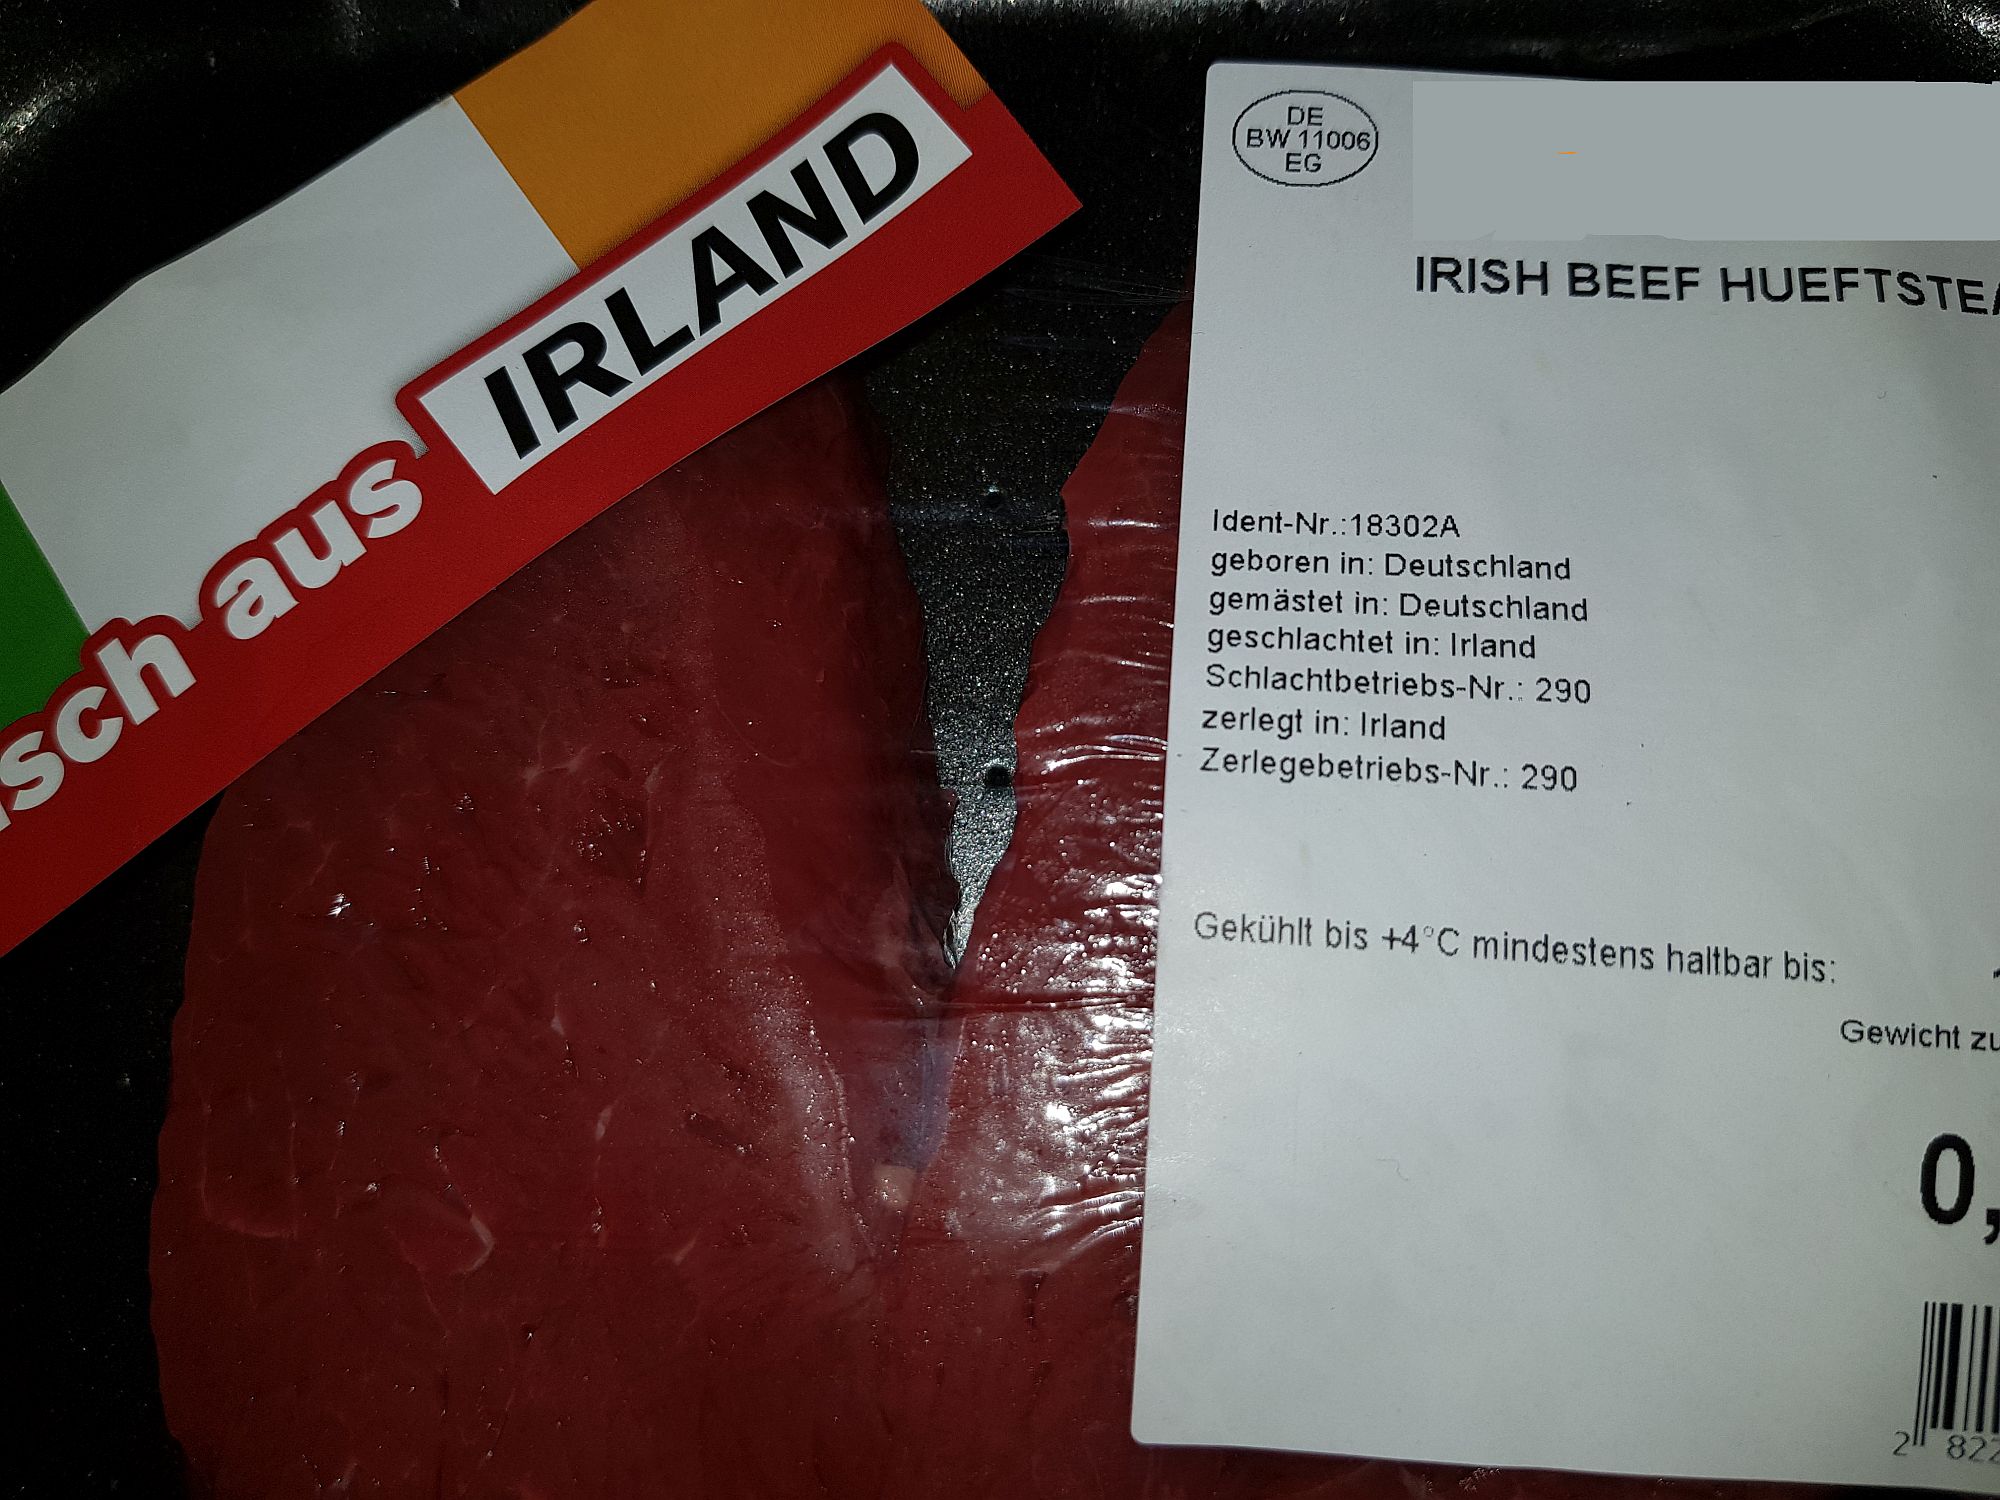 sch aus IRLAND
DE
BW 11006
EG
IRISH BEEF HUEFTSTEA
Ident-Nr.:18302A
geboren in: Deutschland
gemästet in: Deutschland
geschlachtet in: Irland
Schlachtbetriebs-Nr.: 290
zerlegt in: Irland
Zerlegebetriebs-Nr.: 290
Gekühlt bis +4°C mindestens haltbar bis:
Gewicht zu
0,
2 822